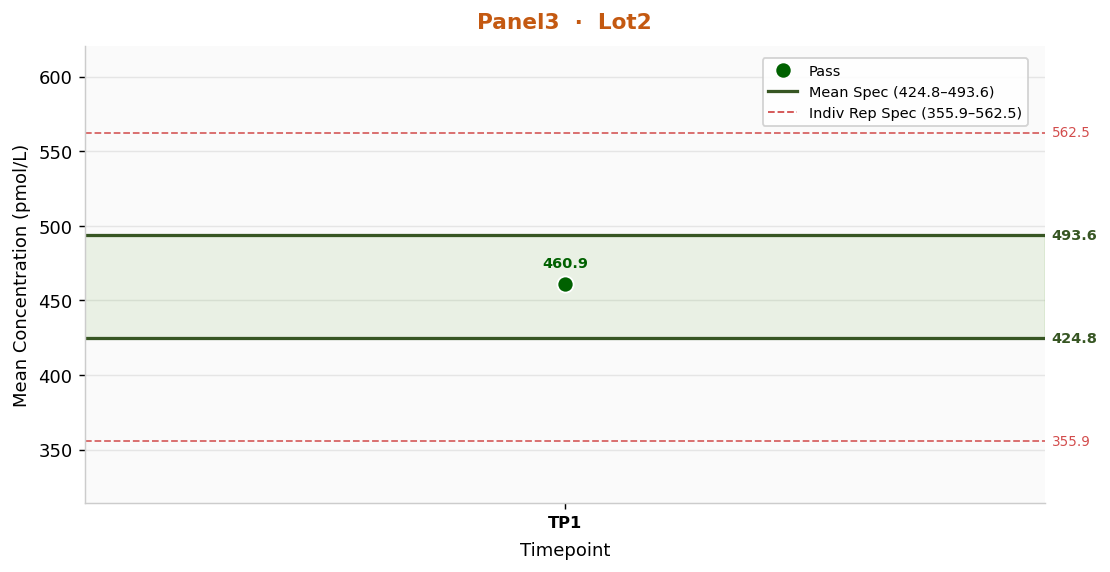 Panel3 · Lot2
Pass
Mean Spec (424.8–493.6)
Indiv Rep Spec (355.9–562.5)
Mean Concentration (pmol/L)
600
550
500
450
400
350
562.5
493.6
460.9
424.8
355.9
TP1
Timepoint